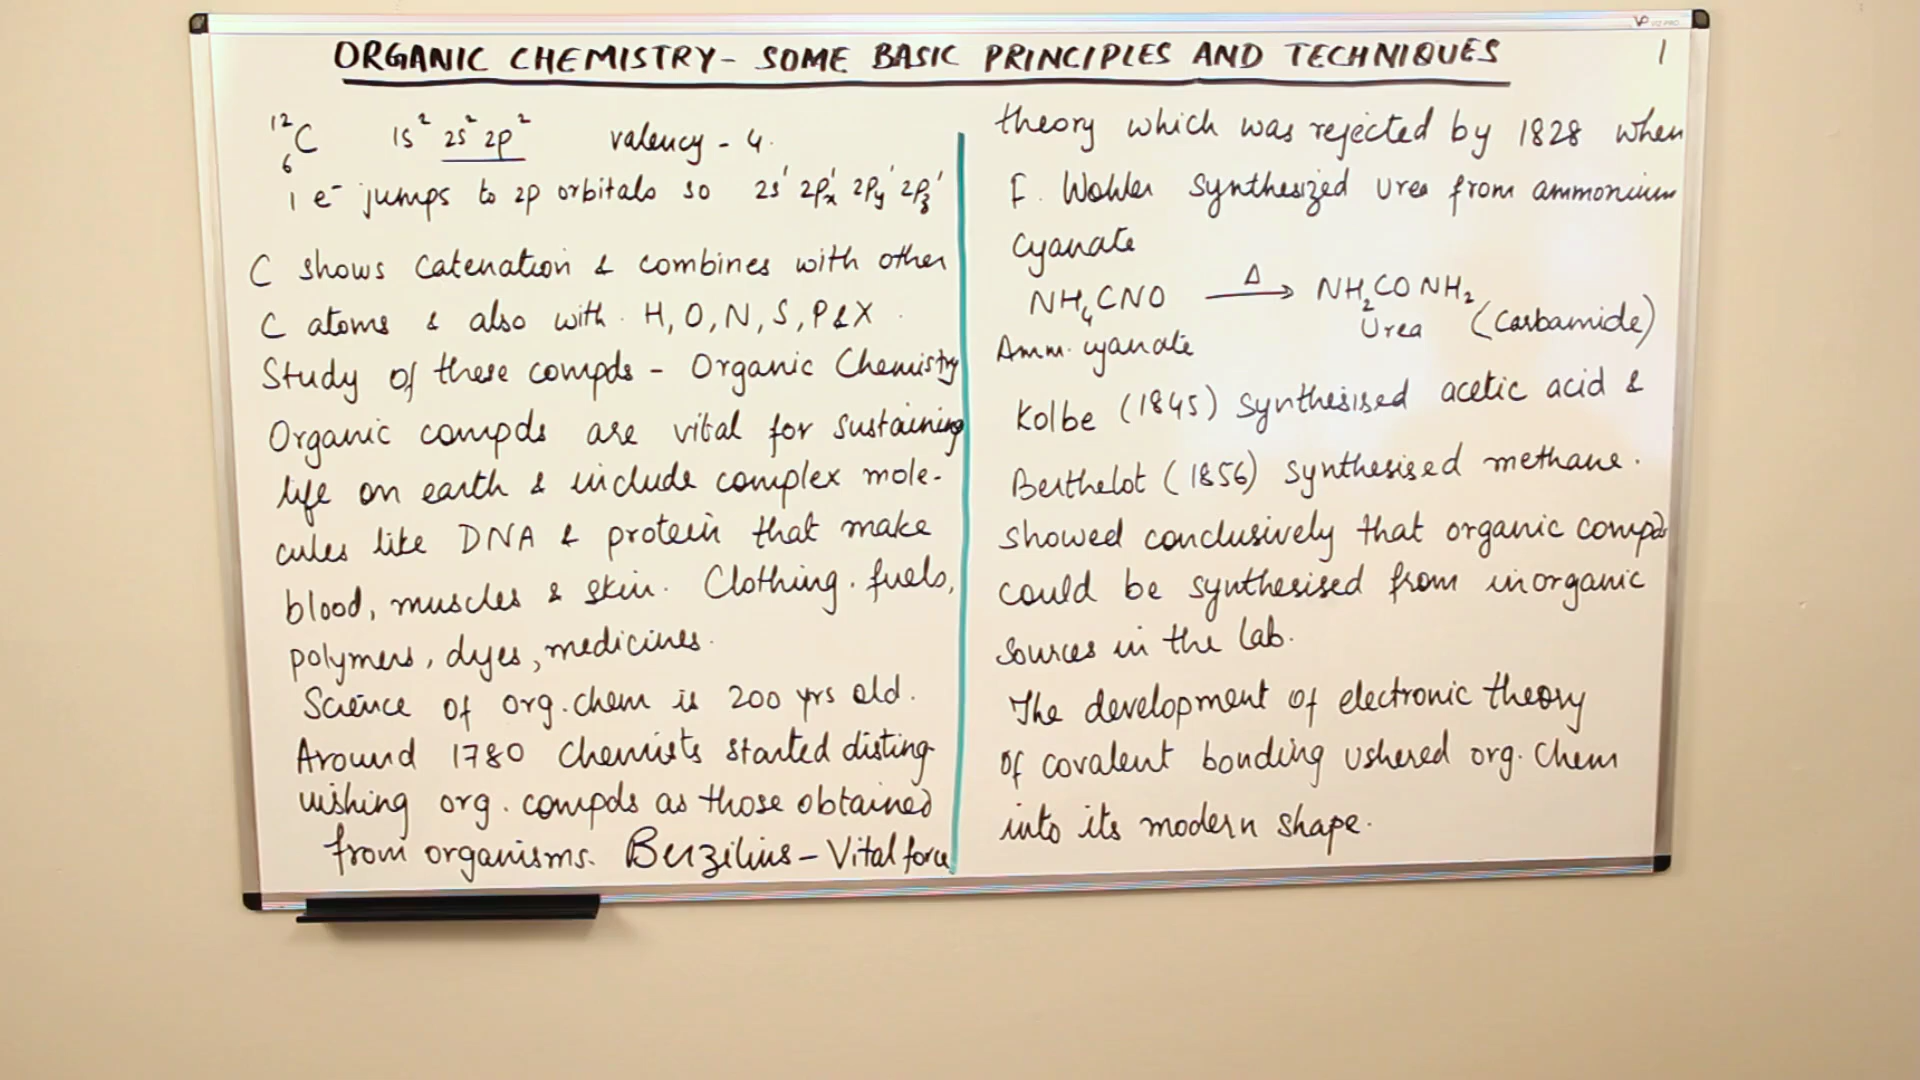 VIZ PRO
ORGANIC CHEMISTRY - SOME BASIC PRINCIPLES AND TECHNIQUES 1
¹²₆C 1s² 2s² 2p² valency - 4.
1 e⁻ jumps to 2p orbitals so 2s¹ 2pₓ¹ 2pᵧ¹ 2p_z¹
C shows catenation & combines with other
C atoms & also with H, O, N, S, P & X.
Study of these compds - Organic Chemistry
Organic compds are vital for sustaining
life on earth & include complex mole-
cules like DNA & protein that make
blood, muscles & skin. Clothing. fuels,
polymers, dyes, medicines.
Science of org. chem is 200 yrs old.
Around 1780 Chemists started disting-
uishing org. compds as those obtained
from organisms. Berzilius - Vital force
theory which was rejected by 1828 when
F. Wohler synthesized Urea from ammonium
cyanate
NH₄CNO Δ→ NH₂CONH₂
Amm. cyanate Urea (Carbamide)
Kolbe (1845) synthesised acetic acid &
Berthelot (1856) synthesised methane.
showed conclusively that organic compds
could be synthesised from inorganic
sources in the lab.
The development of electronic theory
of covalent bonding ushered org. chem
into its modern shape.